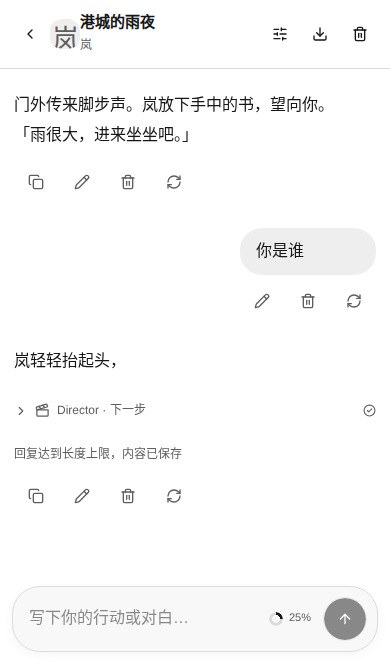 港城的雨夜
岚
岚
门外传来脚步声。岚放下手中的书，望向你。
「雨很大，进来坐坐吧。」
你是谁
岚轻轻抬起头，
Director · 下一步
回复达到长度上限，内容已保存
写下你的行动或对白…
25%